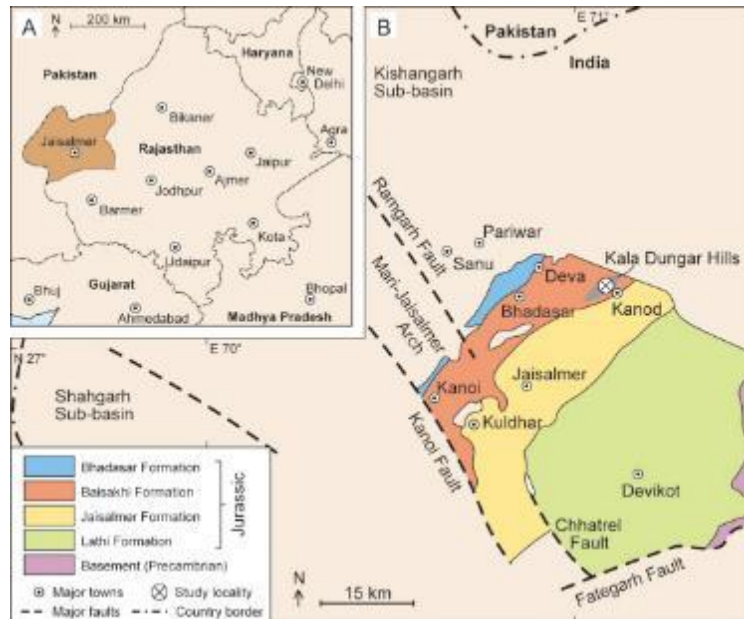 A
N
200 km
Haryana
Pakistan
New
Delhi
Bikaner
Jaisalmer
Agra
Rajasthan
Jaipur
Ajmer
Jodhpur
Barmer
Kota
Udaipur
Gujarat
Bhopal
Bhuj
Ahmedabad
Madhya Pradesh
B
E 71°
Pakistan
India
Kishangarh
Sub-basin
Ramgarh Fault
Pariwar
Sanu
Kala Dungar Hills
Deva
Mari-Jaisalmer
Arch
Bhadasar
Kanod
N 27°
E 70°
Jaisalmer
Shahgarh
Sub-basin
Kanoi
Kuldhar
Kanoi Fault
Devikot
Chhatrel
Fault
Fategarh Fault
Bhadasar Formation
Baisakhi Formation
Jaisalmer Formation
Lathi Formation
Jurassic
Basement (Precambrian)
Major towns
Study locality
Major faults
Country border
N
15 km